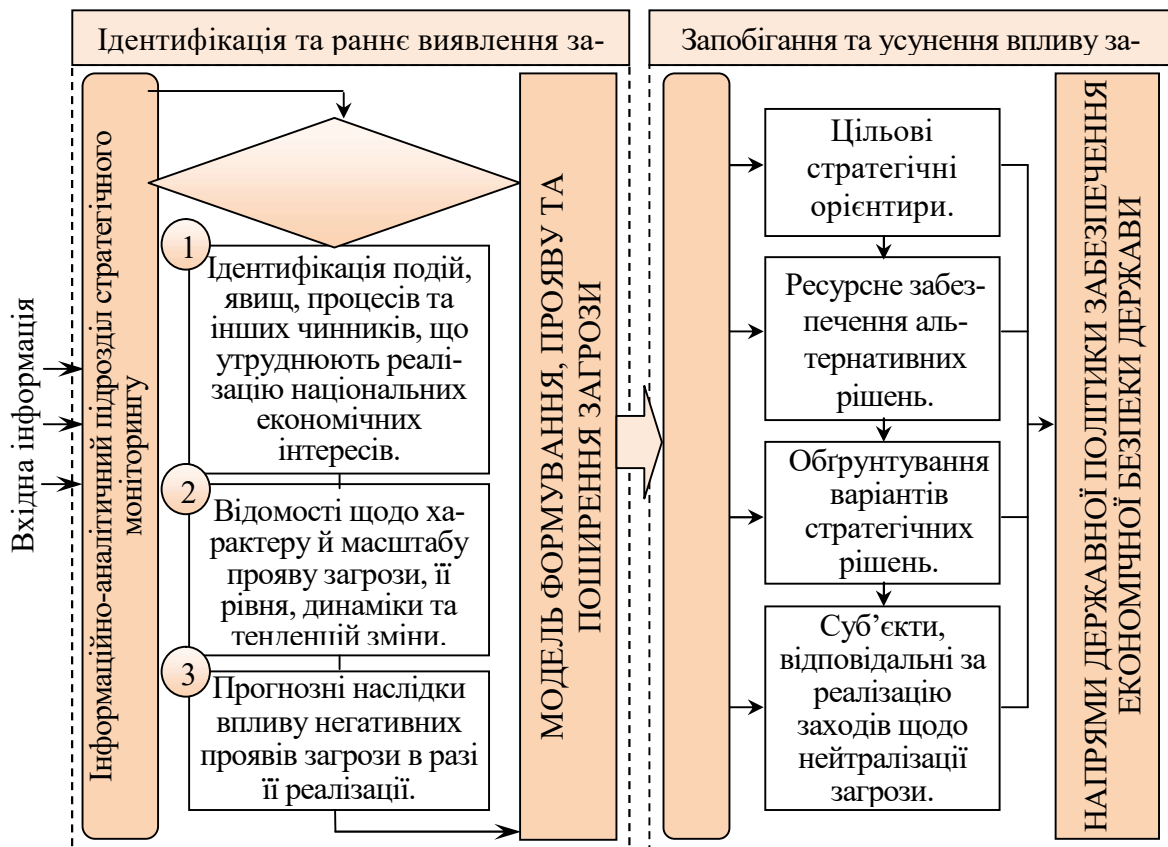 Ідентифікація та раннє виявлення за-
Запобігання та усунення впливу за-
Вхідна інформація
Інформаційно-аналітичний підрозділ стратегічного
моніторингу
1
Ідентифікація подій,
явищ, процесів та
інших чинників, що
утруднюють реалі-
зацію національних
економічних
інтересів.
2
Відомості щодо ха-
рактеру й масштабу
прояву загрози, її
рівня, динаміки та
тенденцій зміни.
3
Прогнозні наслідки
впливу негативних
проявів загрози в разі
її реалізації.
МОДЕЛЬ ФОРМУВАННЯ, ПРОЯВУ ТА
ПОШИРЕННЯ ЗАГРОЗИ
Цільові
стратегічні
орієнтири.
Ресурсне забез-
печення аль-
тернативних
рішень.
Обґрунтування
варіантів
стратегічних
рішень.
Суб’єкти,
відповідальні за
реалізацію
заходів щодо
нейтралізації
загрози.
НАПРЯМИ ДЕРЖАВНОЇ ПОЛІТИКИ ЗАБЕЗПЕЧЕННЯ
ЕКОНОМІЧНОЇ БЕЗПЕКИ ДЕРЖАВИ